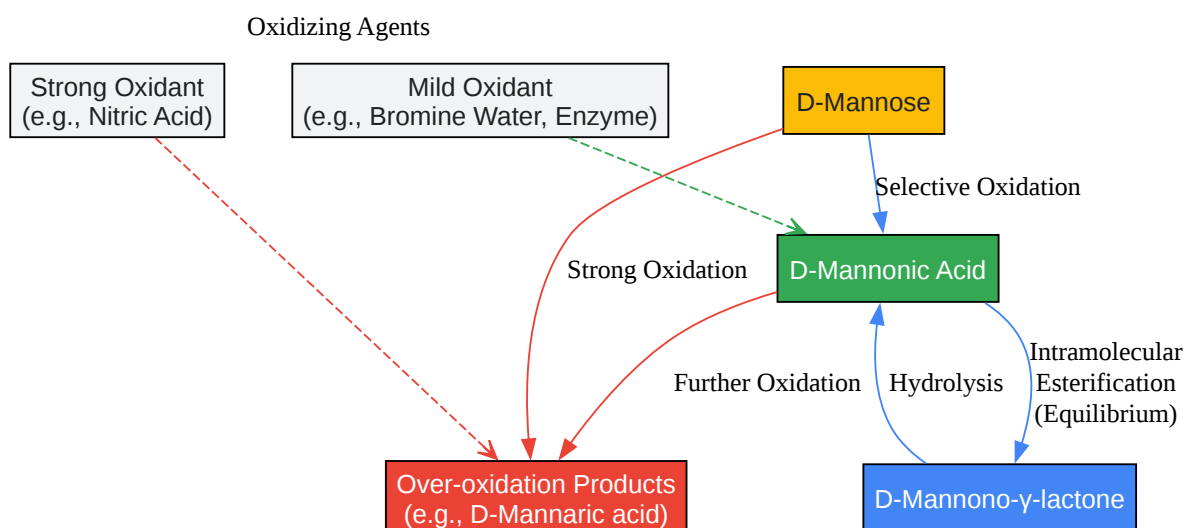 Oxidizing Agents
Strong Oxidant
(e.g., Nitric Acid)
Mild Oxidant
(e.g., Bromine Water, Enzyme)
D-Mannose
Selective Oxidation
Strong Oxidation
D-Mannonic Acid
Further Oxidation
Hydrolysis
Intramolecular
Esterification
(Equilibrium)
Over-oxidation Products
(e.g., D-Mannaric acid)
D-Mannono-γ-lactone